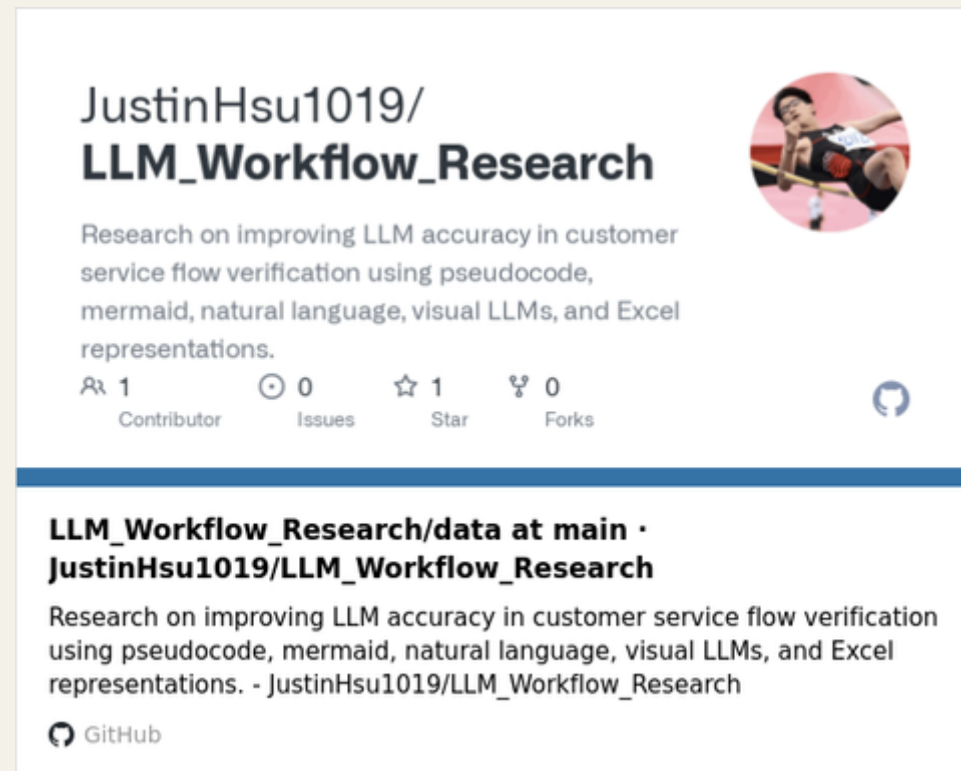 JustinHsu1019/
LLM_Workflow_Research
Research on improving LLM accuracy in customer
service flow verification using pseudocode,
mermaid, natural language, visual LLMs, and Excel
representations.
1 0 1 0
Contributor Issues Star Forks
LLM_Workflow_Research/data at main ·
JustinHsu1019/LLM_Workflow_Research
Research on improving LLM accuracy in customer service flow verification
using pseudocode, mermaid, natural language, visual LLMs, and Excel
representations. - JustinHsu1019/LLM_Workflow_Research
GitHub